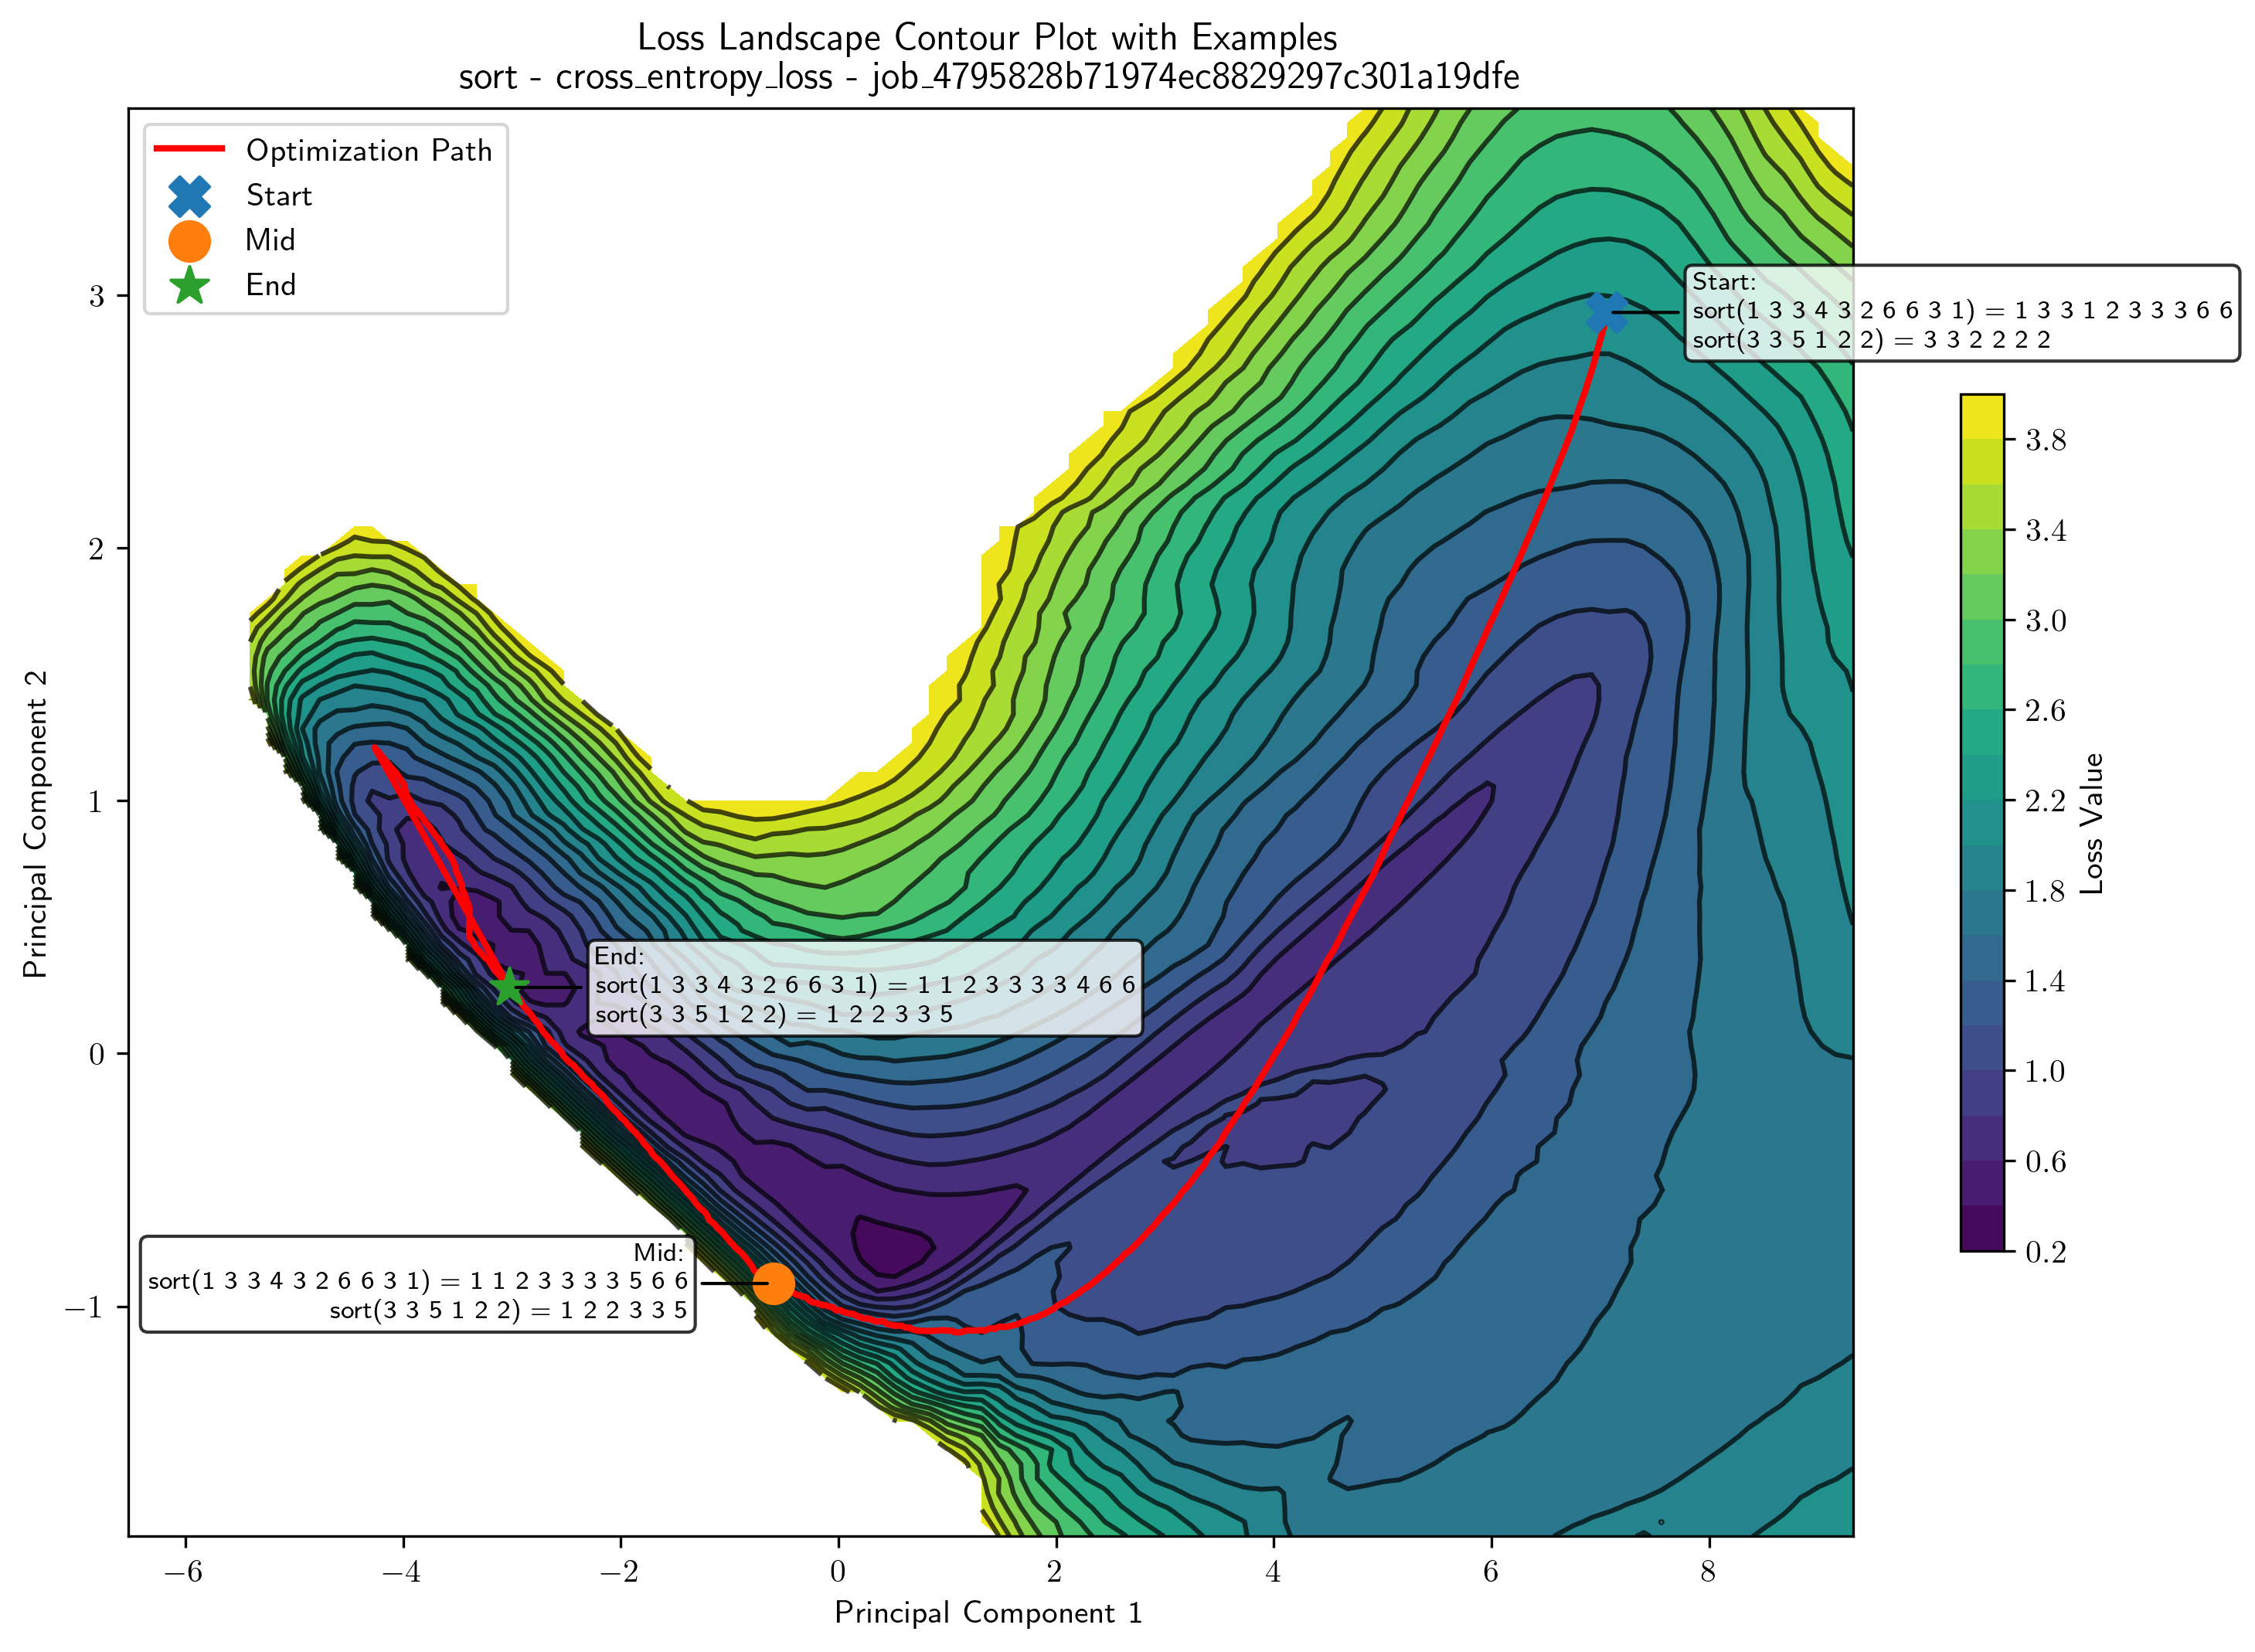 Loss Landscape Contour Plot with Examples
sort - cross_entropy_loss - job_4795828b71974ec8829297c301a19dfe
Optimization Path
Start
Mid
End
Start:
sort(1 3 3 4 3 2 6 6 3 1) = 1 3 3 1 2 3 3 3 6 6
sort(3 3 5 1 2 2) = 3 3 2 2 2 2
End:
sort(1 3 3 4 3 2 6 6 3 1) = 1 1 2 3 3 3 3 4 6 6
sort(3 3 5 1 2 2) = 1 2 2 3 3 5
Mid:
sort(1 3 3 4 3 2 6 6 3 1) = 1 1 2 3 3 3 3 5 6 6
sort(3 3 5 1 2 2) = 1 2 2 3 3 5
3
2
1
0
−1
Principal Component 2
−6
−4
−2
0
2
4
6
8
Principal Component 1
3.8
3.4
3.0
2.6
2.2
1.8
1.4
1.0
0.6
0.2
Loss Value